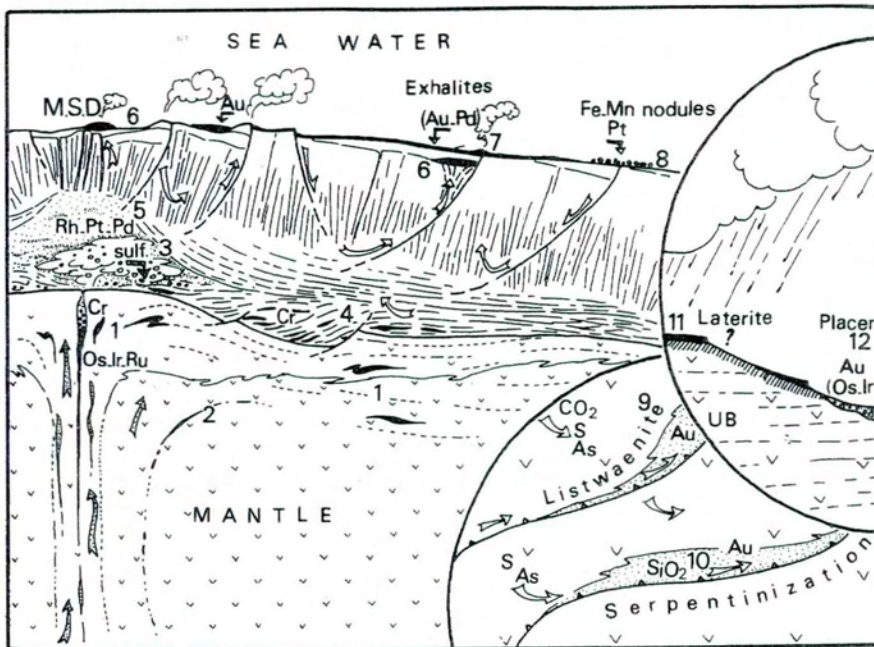 SEA WATER
M.S.D.
6
Au
Exhalites
(Au.Pd)
7
6
Fe.Mn nodules
Pt
8
5
Rh.Pt.Pd
sulf 3
Cr
1
Cr
4
Os.Ir.Ru
1
2
MANTLE
CO2
S
As
9
Listwaenite
Au
UB
S
As
SiO2 10
Au
Serpentinization
11 Laterite
?
Placer
12
Au
(Os.Ir